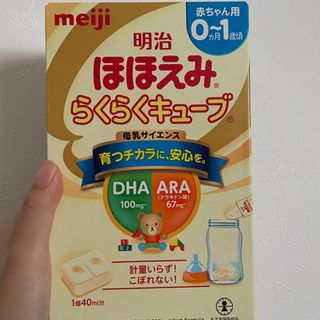 meiji
赤ちゃん用
0~1歳頃
カ月
明治
ほほえみ®
らくらくキューブ®
母乳サイエンス
育つチカラに、安心を。
DHA
100mg
ARA
(アラキドン酸)
67mg
計量いらず!
こぼれない!
1個40ml分
Infant Formula